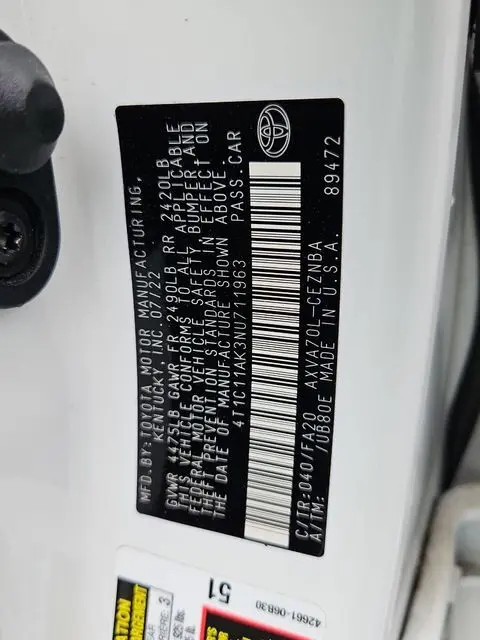 MFD.BY:TOYOTA MOTOR MANUFACTURING,
KENTUCKY, INC. 07/22
GVWR 4475LB GAWR FR 2490LB RR 2420LB
THIS VEHICLE CONFORMS TO ALL APPLICABLE
FEDERAL MOTOR VEHICLE SAFETY, BUMPER AND
THEFT PREVENTION STANDARDS IN EFFECT ON
THE DATE OF MANUFACTURE SHOWN ABOVE.
4T1C11AK3NU711963 PASS.CAR
C/TR:040/FA20 AXVA70L-CEZNBA
A/TM: /UB80E MADE IN U.S.A. 89472
42661-06B30
51